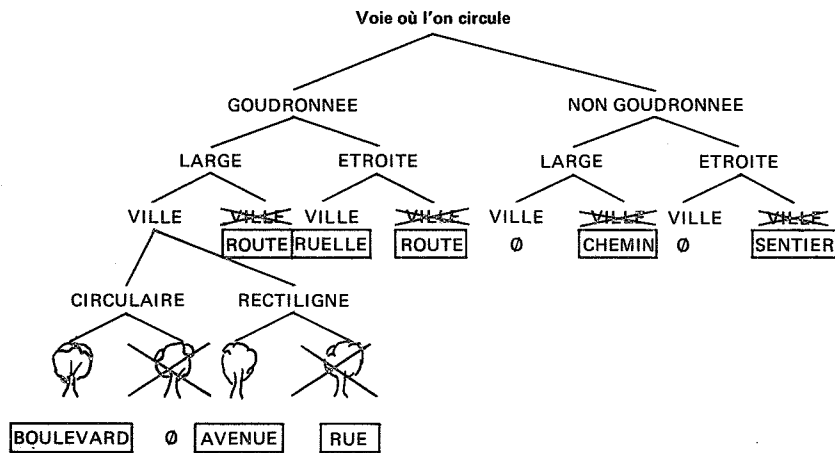 Voie où l'on circule
GOUDRONNEE NON GOUDRONNEE
LARGE ETROITE LARGE ETROITE
VILLE VILLE VILLE VILLE VILLE VILLE VILLE VILLE
ROUTE RUELLE ROUTE Ø CHEMIN Ø SENTIER
CIRCULAIRE RECTILIGNE
BOULEVARD Ø AVENUE RUE